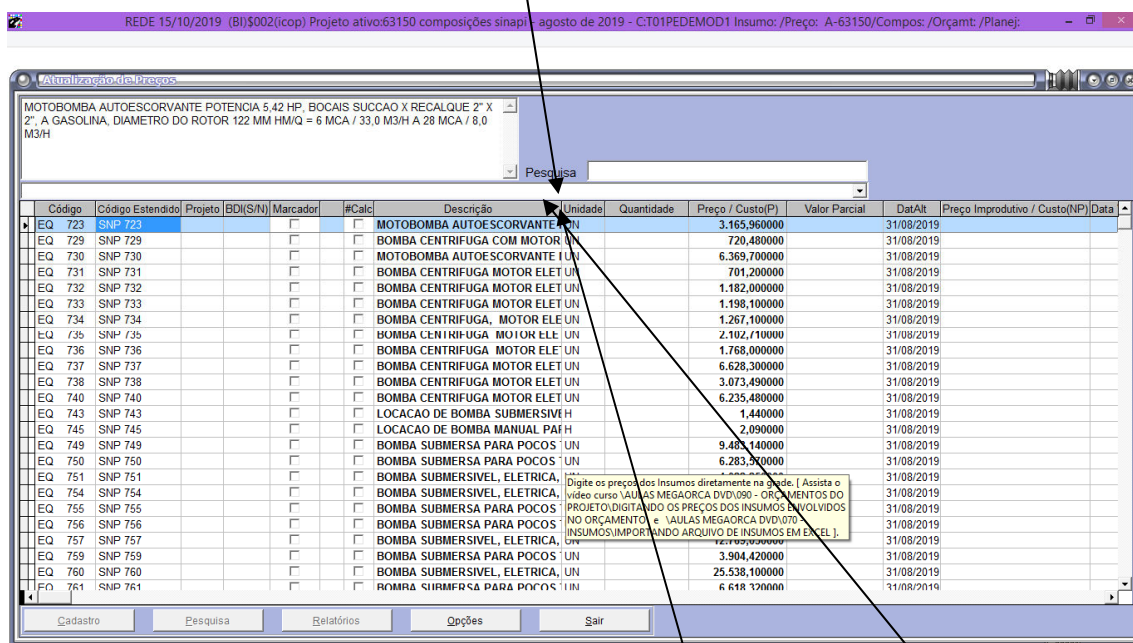 REDE 15/10/2019 (BI)$002(icop) Projeto ativo:63150 composições sinapi - agosto de 2019 - C:T01PEDEMOD1 Insumo: /Preço: A-63150/Compos: /Orçamt: /Planej:
Atualização de Preços
MOTOBOMBA AUTOESCORVANTE POTENCIA 5,42 HP, BOCAIS SUCCAO X RECALQUE 2" X
2", A GASOLINA, DIAMETRO DO ROTOR 122 MM HM/Q = 6 MCA / 33,0 M3/H A 28 MCA / 8,0
M3/H
Pesquisa
Código Código Estendido Projeto BDI(S/N) Marcador #Calc Descrição Unidade Quantidade Preço / Custo(P) Valor Parcial DatAlt Preço Improdutivo / Custo(NP) Data
EQ 723 SNP 723 MOTOBOMBA AUTOESCORVANTE UN 3.165,960000 31/08/2019
EQ 729 SNP 729 BOMBA CENTRIFUGA COM MOTOR UN 720,480000 31/08/2019
EQ 730 SNP 730 MOTOBOMBA AUTOESCORVANTE UN 6.369,700000 31/08/2019
EQ 731 SNP 731 BOMBA CENTRIFUGA MOTOR ELET UN 701,200000 31/08/2019
EQ 732 SNP 732 BOMBA CENTRIFUGA MOTOR ELET UN 1.182,000000 31/08/2019
EQ 733 SNP 733 BOMBA CENTRIFUGA MOTOR ELET UN 1.198,100000 31/08/2019
EQ 734 SNP 734 BOMBA CENTRIFUGA, MOTOR ELE UN 1.267,100000 31/08/2019
EQ 735 SNP 735 BOMBA CENTRIFUGA MOTOR ELE UN 2.102,710000 31/08/2019
EQ 736 SNP 736 BOMBA CENTRIFUGA MOTOR ELET UN 1.768,000000 31/08/2019
EQ 737 SNP 737 BOMBA CENTRIFUGA MOTOR ELET UN 6.628,300000 31/08/2019
EQ 738 SNP 738 BOMBA CENTRIFUGA MOTOR ELET UN 3.073,490000 31/08/2019
EQ 740 SNP 740 BOMBA CENTRIFUGA MOTOR ELET UN 6.235,480000 31/08/2019
EQ 743 SNP 743 LOCACAO DE BOMBA SUBMERSIVE H 1,440000 31/08/2019
EQ 745 SNP 745 LOCACAO DE BOMBA MANUAL PAR H 2,090000 31/08/2019
EQ 749 SNP 749 BOMBA SUBMERSA PARA POCOS UN 9.483,140000 31/08/2019
EQ 750 SNP 750 BOMBA SUBMERSA PARA POCOS UN 6.283,570000 31/08/2019
EQ 751 SNP 751 BOMBA SUBMERSIVEL, ELETRICA, 31/08/2019
EQ 754 SNP 754 BOMBA SUBMERSIVEL, ELETRICA, 31/08/2019
EQ 755 SNP 755 BOMBA SUBMERSA PARA POCOS 31/08/2019
EQ 756 SNP 756 BOMBA SUBMERSA PARA POCOS 31/08/2019
EQ 757 SNP 757 BOMBA SUBMERSIVEL, ELETRICA, UN 31/08/2019
EQ 759 SNP 759 BOMBA SUBMERSA PARA POCOS UN 3.904,420000 31/08/2019
EQ 760 SNP 760 BOMBA SUBMERSIVEL, ELETRICA, UN 25.538,100000 31/08/2019
EQ 761 SNP 761 BOMBA SUBMERSA PARA POCOS UN 6.618,320000 31/08/2019
Digite os preços dos Insumos diretamente na grade. [ Assista o
vídeo curso \AULAS MEGAORCA DVD\090 - ORÇAMENTOS DO
PROJETO\DIGITANDO OS PREÇOS DOS INSUMOS ENVOLVIDOS
NO ORÇAMENTO e \AULAS MEGAORCA DVD\070 -
INSUMOS\IMPORTANDO ARQUIVO DE INSUMOS EM EXCEL ].
Cadastro Pesquisa Relatórios Opções Sair